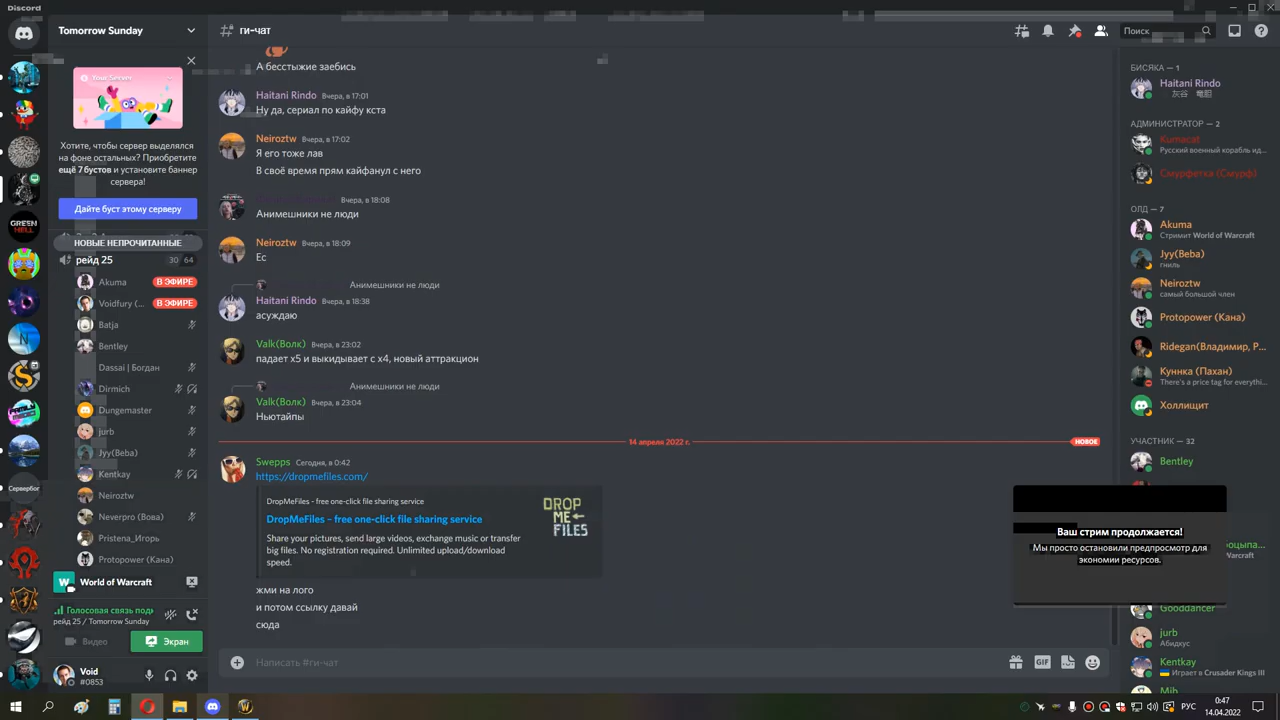 Discord
Tomorrow Sunday
ги-чат
Поиск
Your Server
Хотите, чтобы сервер выделялся
на фоне остальных? Приобретите
ещё 7 бустов и установите баннер
сервера!
Дайте буст этому серверу
НОВЫЕ НЕПРОЧИТАННЫЕ
рейд 25 30 64
Akuma В ЭФИРЕ
Voidfury (... В ЭФИРЕ
Batja
Bentley
Dassai | Богдан
Dirmich
Dungemaster
jurb
Jyy(Beba)
Kentkay
Neiroztw
Neverpro (Вова)
Pristena_Игорь
Protopower (Кана)
World of Warcraft
Голосовая связь подк
рейд 25 / Tomorrow Sunday
Видео
Экран
Void
#0853
GREEN
HELL
Сервербог
А бесстыжие заебись
Haitani Rindo Вчера, в 17:01
Ну да, сериал по кайфу кста
Neiroztw Вчера, в 17:02
Я его тоже лав
В своё время прям кайфанул с него
Вчера, в 18:08
Анимешники не люди
Neiroztw Вчера, в 18:09
Ес
Анимешники не люди
Haitani Rindo Вчера, в 18:38
асуждаю
Valk(Волк) Вчера, в 23:02
падает х5 и выкидывает с х4, новый аттракцион
Анимешники не люди
Valk(Волк) Вчера, в 23:04
Ньютайпы
14 апреля 2022 г. НОВОЕ
Swepps Сегодня, в 0:42
https://dropmefiles.com/
DropMeFiles - free one-click file sharing service
DropMeFiles – free one-click file sharing service
Share your pictures, send large videos, exchange music or transfer
big files. No registration required. Unlimited upload/download
speed.
DROP
ME
FILES
жми на лого
и потом ссылку давай
сюда
Написать #ги-чат
GIF
БИСЯКА — 1
Haitani Rindo
АДМИНИСТРАТОР — 2
Kumacat
Русский военный корабль ид...
Смурфетка (Смурф)
ОЛД — 7
Akuma
Стримит World of Warcraft
Jyy(Beba)
гниль
Neiroztw
самый большой член
Protopower (Кана)
Ridegan(Владимир, Р...
Куннка (Пахан)
There's a price tag for everythi...
Холлищит
УЧАСТНИК — 32
Bentley
Ваш стрим продолжается!
Мы просто остановили предпросмотр для
экономии ресурсов.
Gooddancer
jurb
Абидкус
Kentkay
Играет в Crusader Kings III
Mih
РУС
0:47
14.04.2022